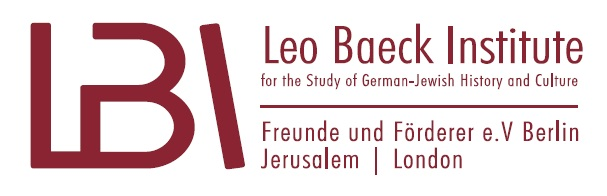 LBI
Leo Baeck Institute
for the Study of German-Jewish History and Culture
Freunde und Förderer e.V Berlin
Jerusalem | London